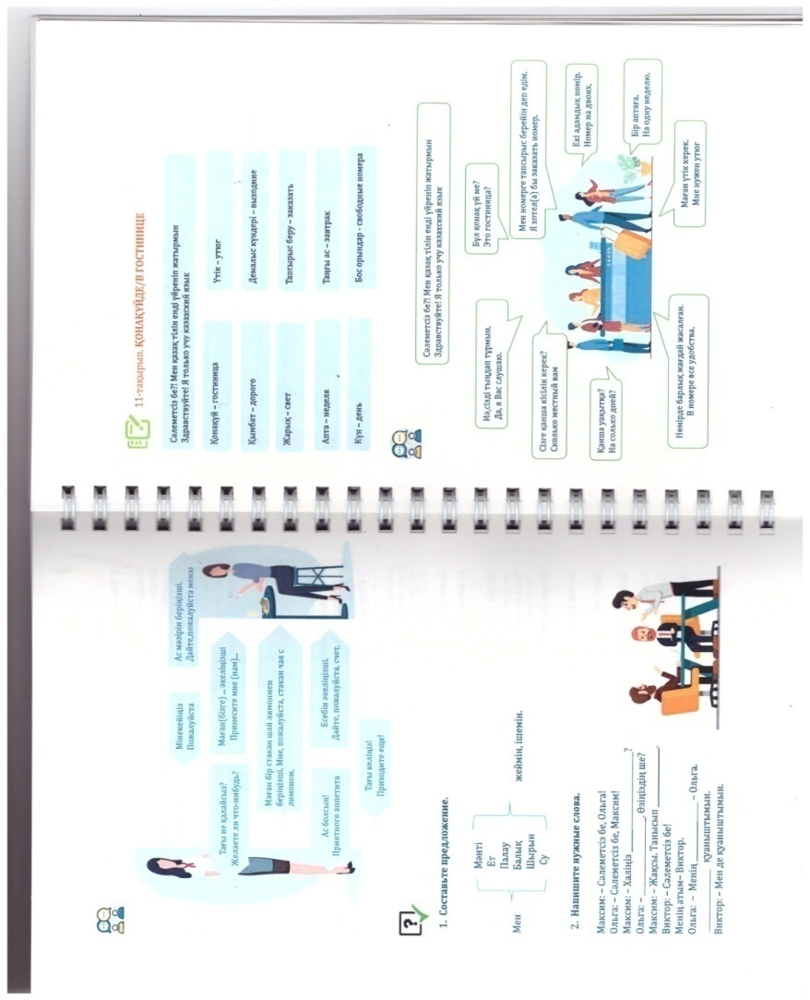 Мінекейіңіз
Пожалуйста
Ас мәзірін беріңізші.
Дайте,пожалуйста меню
Тағы не қалайсыз?
Желаете ли что-нибудь?
Маған(бізге) ... әкеліңізші
Принесите мне (нам)...
Маған бір стакан шай лимонмен
беріңізші. Мне, пожалуйста, стакан чая с
лимоном.
Ас болсын!
Приятного аппетита
Есебін әкеліңізші.
Дайте, пожалуйста, счет.
Тағы келіңіз!
Приходите еще!
?
1. Составьте предложение.
Мен
Мәнті
Ет
Палау
Балық
Шырын
Су
жеймін, ішемін.
2. Напишите нужные слова.
Максим: – Сәлеметсіз бе, Ольга!
Ольга: – Сәлеметсіз бе, Максим!
Максим: – Халіңіз ____________?
Ольга: – __________, Өзіңіздің ше?
Максим: – Жақсы. Танысып __________.
Виктор: – Сәлеметсіз бе!
Менің атым– Виктор.
Ольга: – Менің __________ – Ольга.
__________ қуаныштымын.
Виктор: – Мен де қуаныштымын.
11-тақырып. ҚОНАҚҮЙДЕ/В ГОСТИНИЦЕ
Сәлеметсіз бе?! Мен қазақ тілін енді үйреніп жатырмын
Здравствуйте! Я только учу казахский язык
Қонақүй – гостиница
Үтік – утюг
Қымбат – дорого
Демалыс күндері – выходние
Жарық – свет
Тапсырыс беру – заказать
Апта – неделя
Таңғы ас – завтрак
Күн – день
Бос орындар - свободные номера
Сәлеметсіз бе?! Мен қазақ тілін енді үйреніп жатырмын
Здравствуйте! Я только учу казахский язык
Бұл қонақ үй ме?
Это гостиница?
Иә,сізді тыңдап тұрмын.
Да, я Вас слушаю.
Мен номерге тапсырыс берейін деп едім.
Я хотел(а) бы заказать номер.
Сізге қанша кісілік керек?
Сколько местный вам
Екі адамдық нөмір.
Номер на двоих.
Қанша уақытқа?
На солько дней?
Бір аптаға.
На одну неделю.
Нөмірде барлық жағдай жасалған.
В номере все удобства.
Маған үтік керек.
Мне нужен утюг